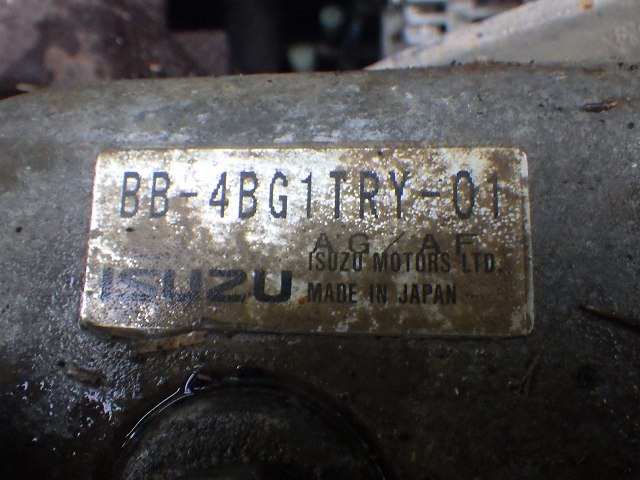 BB-4BG1TRY-01
AG/AF
ISUZU MOTORS LTD.
ISUZU MADE IN JAPAN